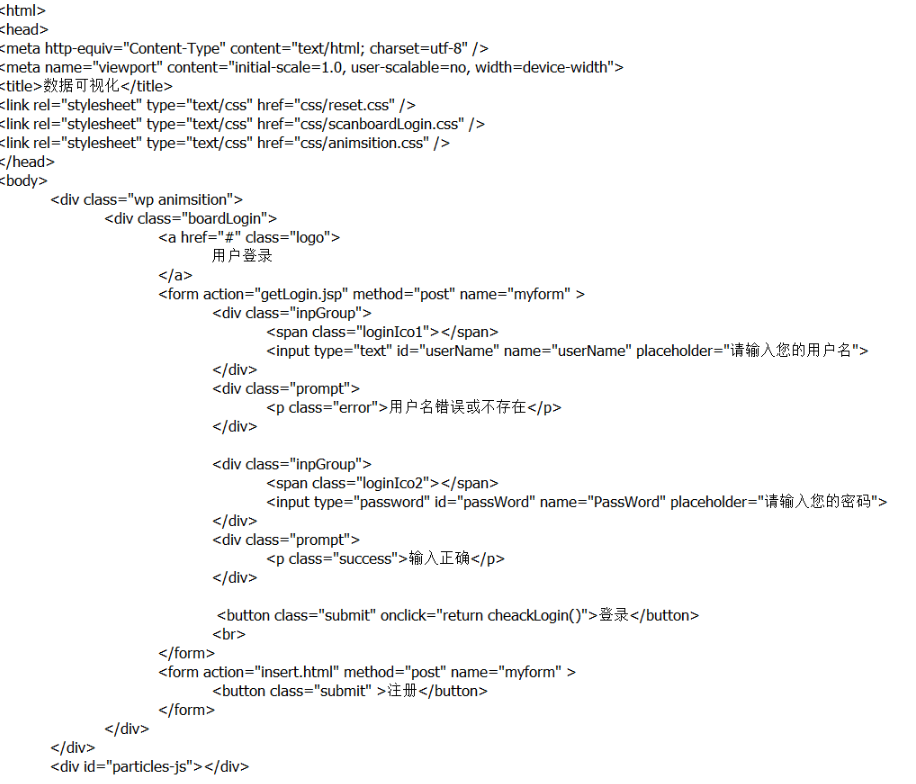 <html>
<head>
<meta http-equiv="Content-Type" content="text/html; charset=utf-8" />
<meta name="viewport" content="initial-scale=1.0, user-scalable=no, width=device-width">
<title>数据可视化</title>
<link rel="stylesheet" type="text/css" href="css/reset.css" />
<link rel="stylesheet" type="text/css" href="css/scanboardLogin.css" />
<link rel="stylesheet" type="text/css" href="css/animsition.css" />
</head>
<body>
<div class="wp animsition">
<div class="boardLogin">
<a href="#" class="logo">
用户登录
</a>
<form action="getLogin.jsp" method="post" name="myform" >
<div class="inpGroup">
<span class="loginIco1"></span>
<input type="text" id="userName" name="userName" placeholder="请输入您的用户名">
</div>
<div class="prompt">
<p class="error">用户名错误或不存在</p>
</div>
<div class="inpGroup">
<span class="loginIco2"></span>
<input type="password" id="passWord" name="PassWord" placeholder="请输入您的密码">
</div>
<div class="prompt">
<p class="success">输入正确</p>
</div>
<button class="submit" onclick="return cheackLogin()">登录</button>
<br>
</form>
<form action="insert.html" method="post" name="myform" >
<button class="submit" >注册</button>
</form>
</div>
</div>
<div id="particles-js"></div>